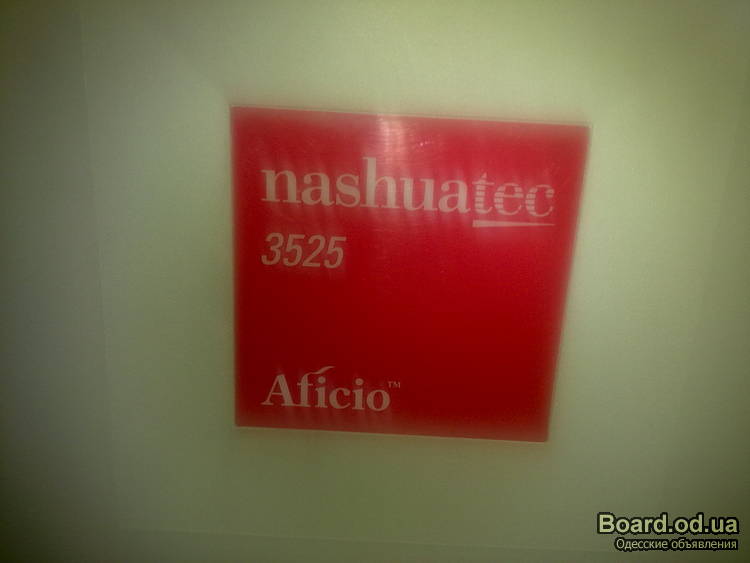 nashuatec
3525
Aficio™
Board.od.ua
Одесские объявления